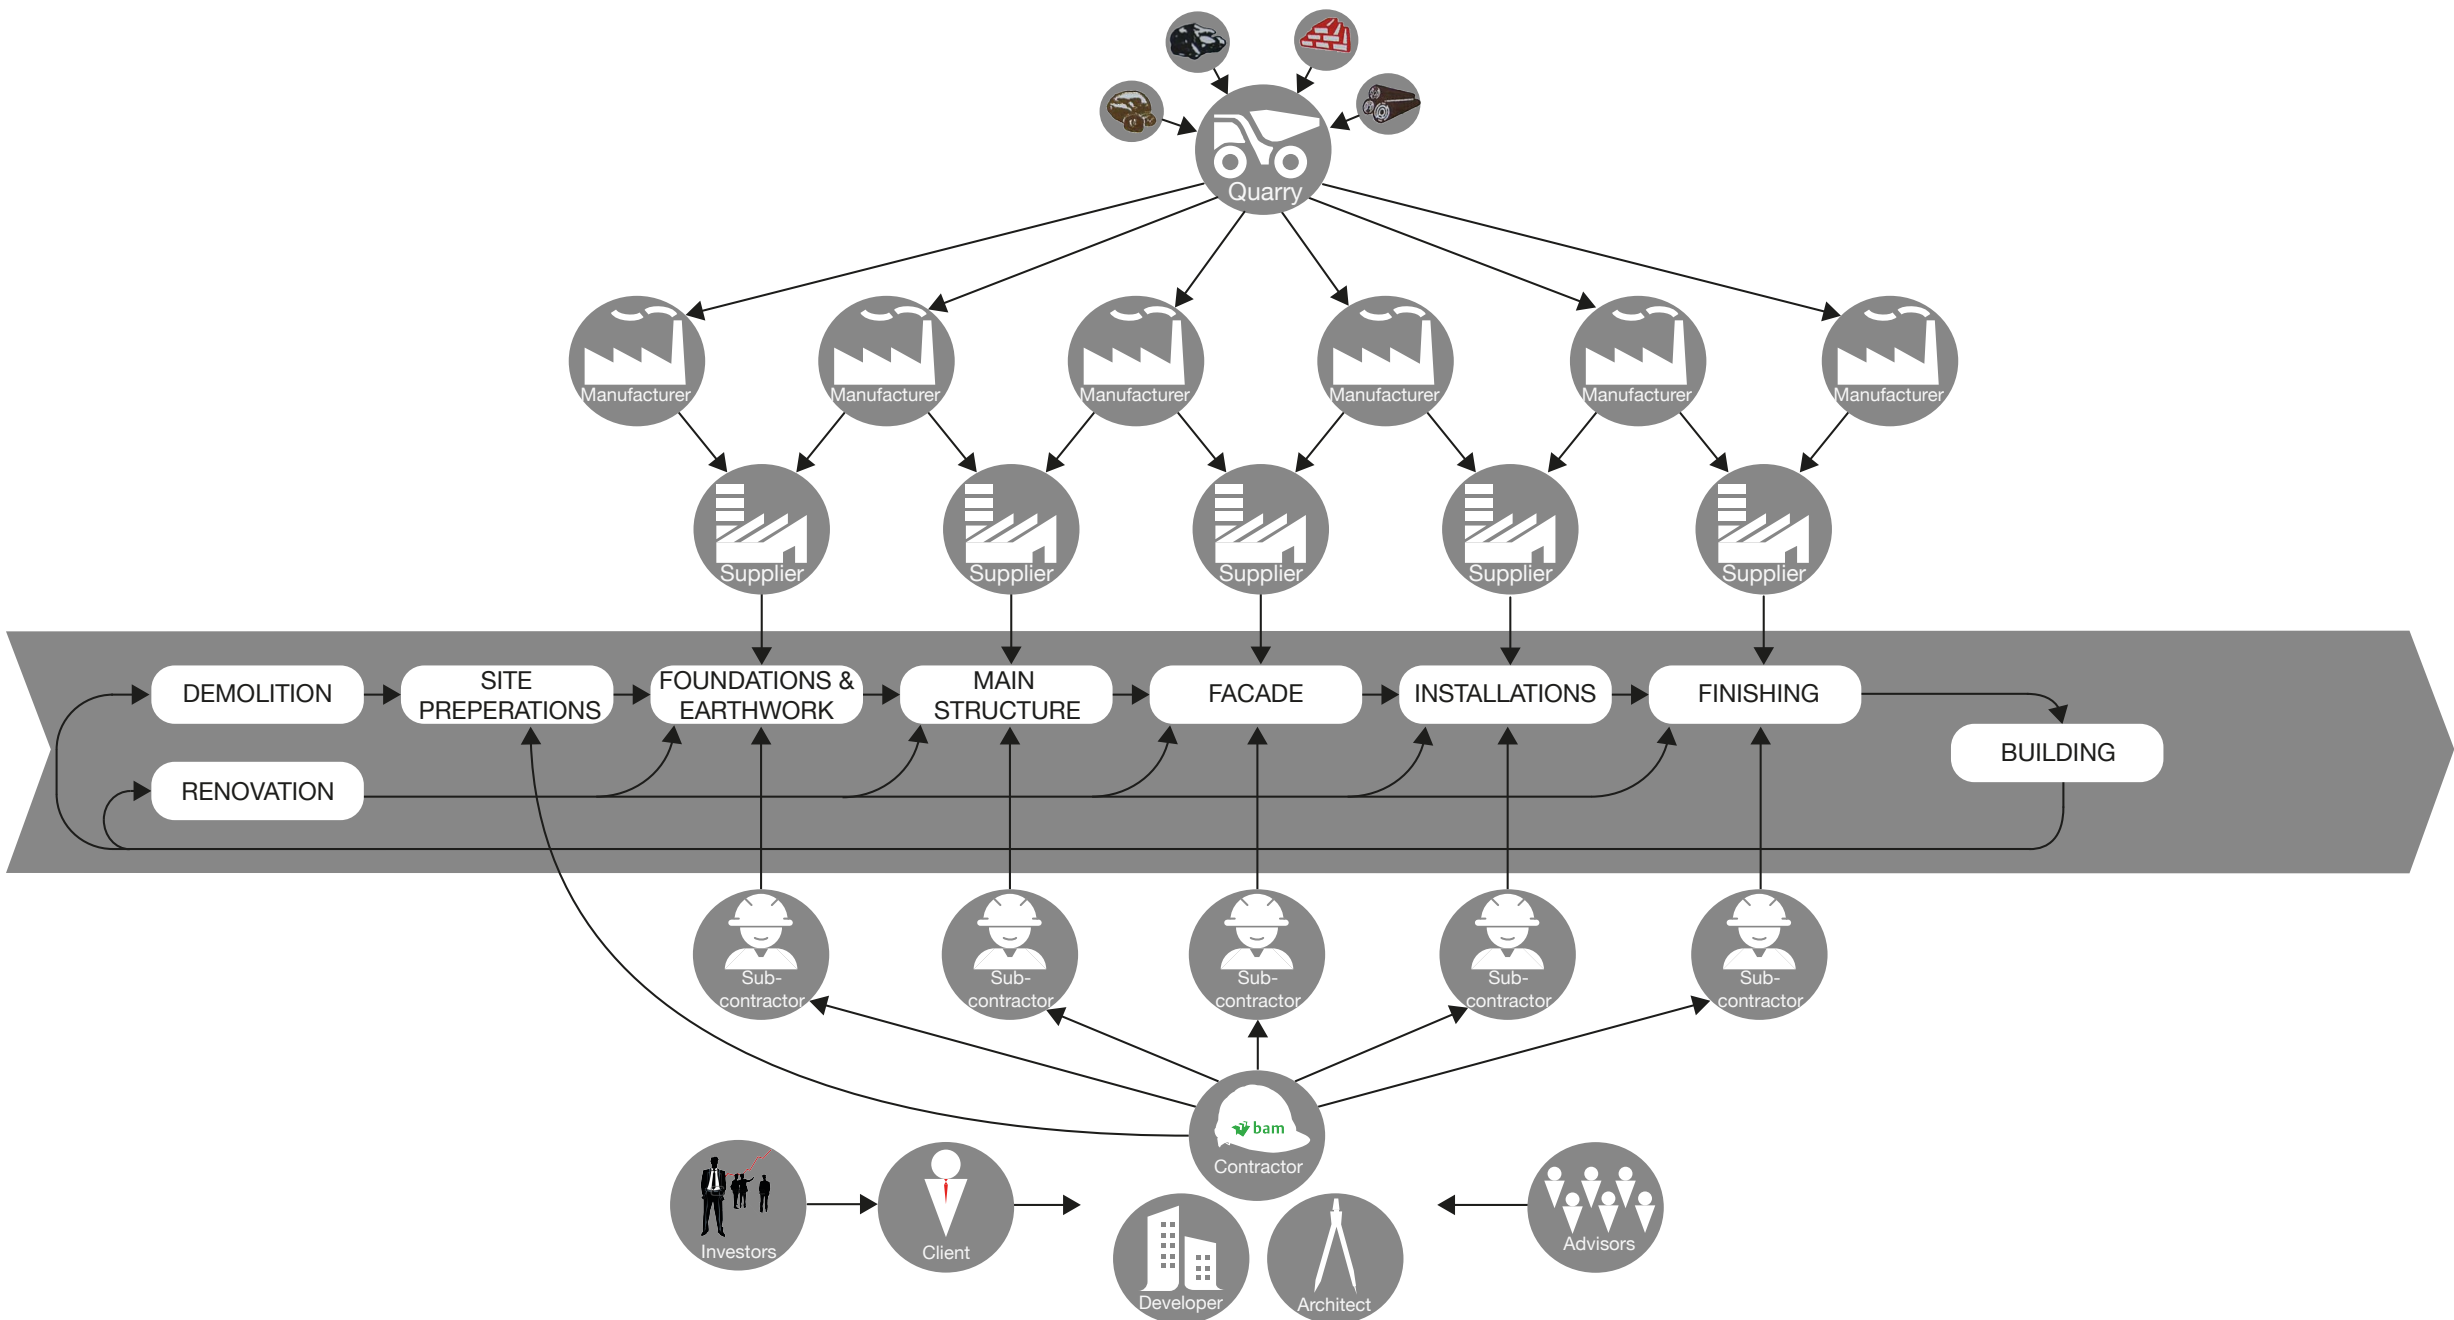 Quarry
Manufacturer
Manufacturer
Manufacturer
Manufacturer
Manufacturer
Manufacturer
Supplier
Supplier
Supplier
Supplier
Supplier
DEMOLITION
SITE
PREPERATIONS
FOUNDATIONS &
EARTHWORK
MAIN
STRUCTURE
FACADE
INSTALLATIONS
FINISHING
BUILDING
RENOVATION
Sub-
contractor
Sub-
contractor
Sub-
contractor
Sub-
contractor
Sub-
contractor
bam
Contractor
Investors
Client
Advisors
Developer
Architect